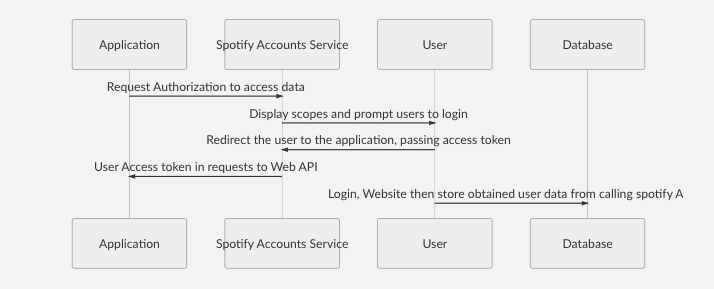 Application
Spotify Accounts Service
User
Database
Request Authorization to access data
Display scopes and prompt users to login
Redirect the user to the application, passing access token
User Access token in requests to Web API
Login, Website then store obtained user data from calling spotify A
Application
Spotify Accounts Service
User
Database